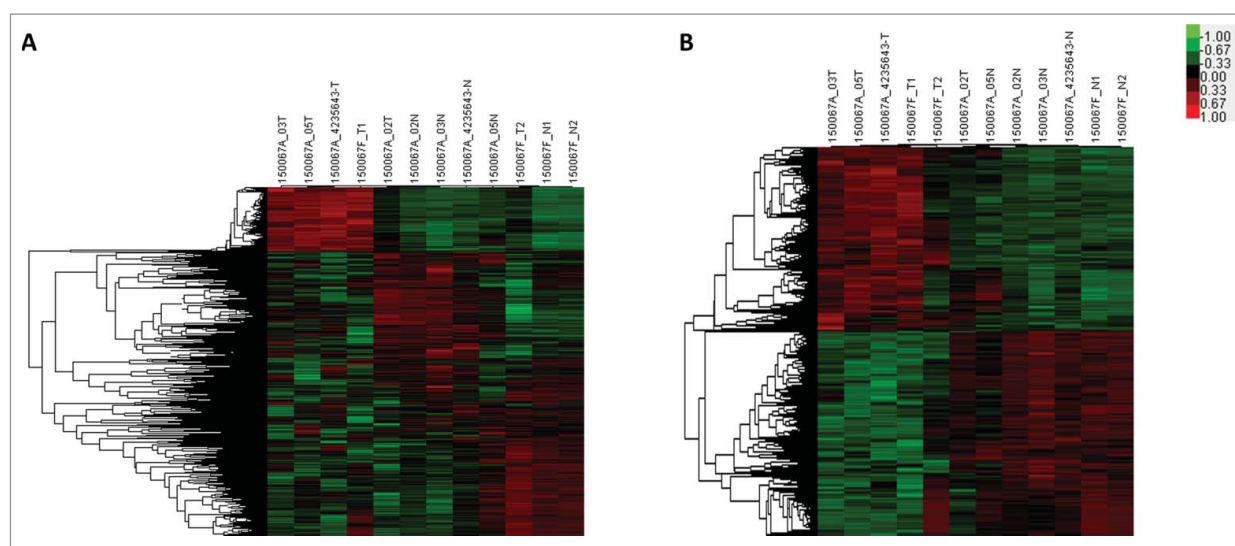 A
150067A_03T
150067A_05T
150067A_4235643-T
150067F_T1
150067A_02T
150067A_02N
150067A_03N
150067A_4235643-N
150067A_05N
150067F_T2
150067F_N1
150067F_N2
B
150067A_03T
150067A_05T
150067A_4235643-T
150067F_T1
150067F_T2
150067A_02T
150067A_05N
150067A_02N
150067A_03N
150067A_4235643-N
150067F_N1
150067F_N2
-1.00
-0.67
-0.33
0.00
0.33
0.67
1.00